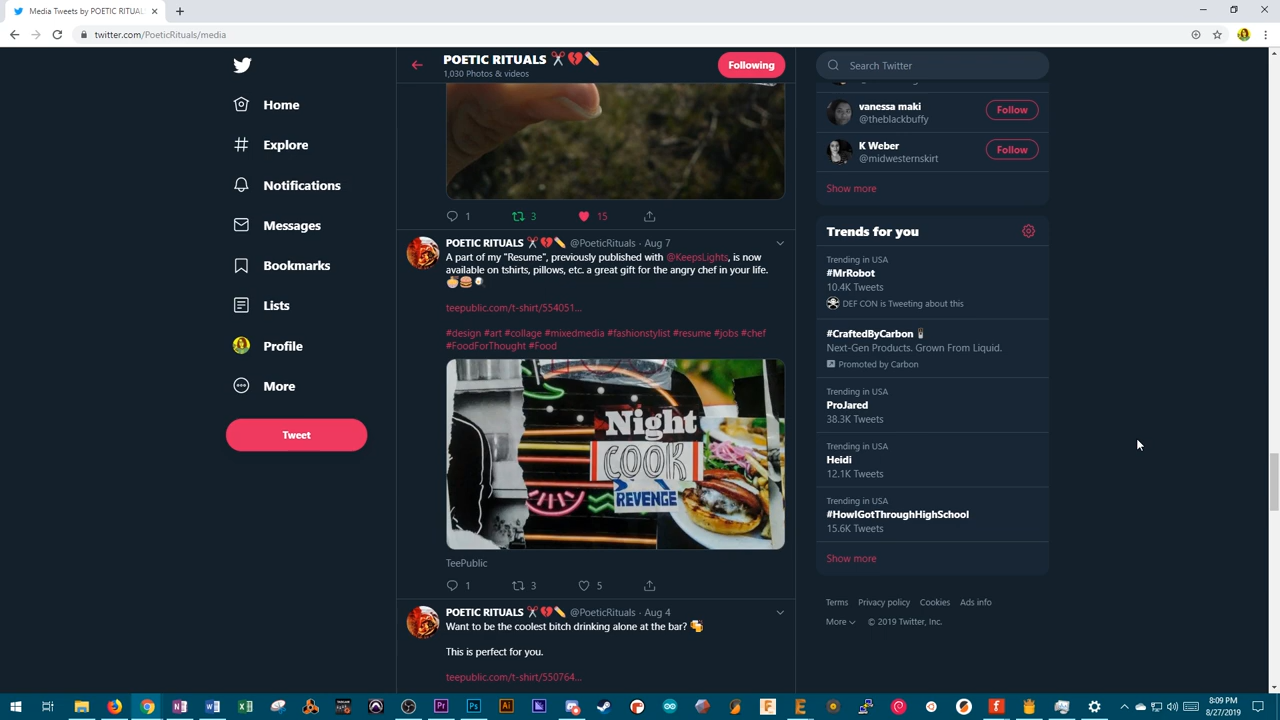 Media Tweets by POETIC RITUAL
twitter.com/PoeticRituals/media
POETIC RITUALS
1,030 Photos & videos
Following
Search Twitter
Home
Explore
Notifications
Messages
Bookmarks
Lists
Profile
More
Tweet
1 3 15
POETIC RITUALS @PoeticRituals · Aug 7
A part of my "Resume", previously published with @KeepsLights, is now
available on tshirts, pillows, etc. a great gift for the angry chef in your life.
teepublic.com/t-shirt/554051...
#design #art #collage #mixedmedia #fashionstylist #resume #jobs #chef
#FoodForThought #Food
Night
COOK
REVENGE
TeePublic
1 3 5
POETIC RITUALS @PoeticRituals · Aug 4
Want to be the coolest bitch drinking alone at the bar?
This is perfect for you.
teepublic.com/t-shirt/550764...
vanessa maki
@theblackbuffy
Follow
K Weber
@midwesternskirt
Follow
Show more
Trends for you
Trending in USA
#MrRobot
10.4K Tweets
DEF CON is Tweeting about this
#CraftedByCarbon
Next-Gen Products. Grown From Liquid.
Promoted by Carbon
Trending in USA
ProJared
38.3K Tweets
Trending in USA
Heidi
12.1K Tweets
Trending in USA
#HowIGotThroughHighSchool
15.6K Tweets
Show more
Terms Privacy policy Cookies Ads info
More © 2019 Twitter, Inc.
8:09 PM
8/27/2019